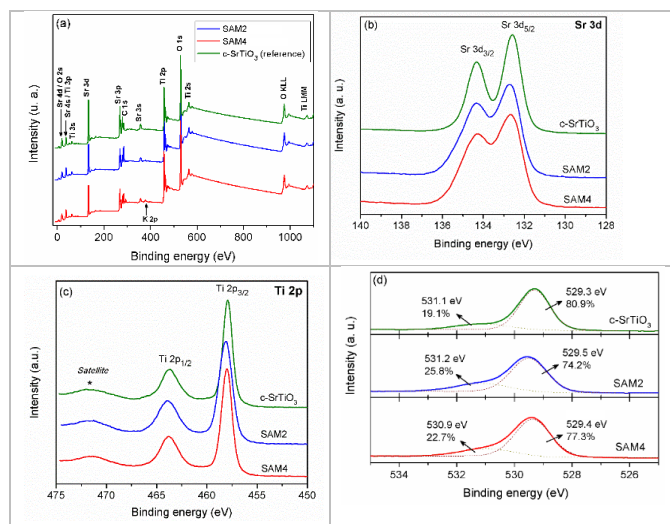 (a)
SAM2
SAM4
c-SrTiO3 (reference)
Sr 4d / O 2s
Sr 4s / Ti 3p
Ti 3s
Sr 3d
Sr 3p
C 1s
Sr 3s
K 2p
Ti 2p
O 1s
Ti 2s
O KLL
Ti LMM
Intensity (u. a.)
0 200 400 600 800 1000
Binding energy (eV)
(b)
Sr 3d
Sr 3d5/2
Sr 3d3/2
c-SrTiO3
SAM2
SAM4
Intensity (a. u.)
140 138 136 134 132 130 128
Binding energy (eV)
(c)
Ti 2p
Ti 2p3/2
Ti 2p1/2
Satellite
*
c-SrTiO3
SAM2
SAM4
Intensity (a. u.)
475 470 465 460 455 450
Binding energy (eV)
(d)
529.3 eV
80.9%
531.1 eV
19.1%
c-SrTiO3
529.5 eV
74.2%
531.2 eV
25.8%
SAM2
529.4 eV
77.3%
530.9 eV
22.7%
SAM4
Intensity (a. u.)
534 532 530 528 526
Binding energy (eV)